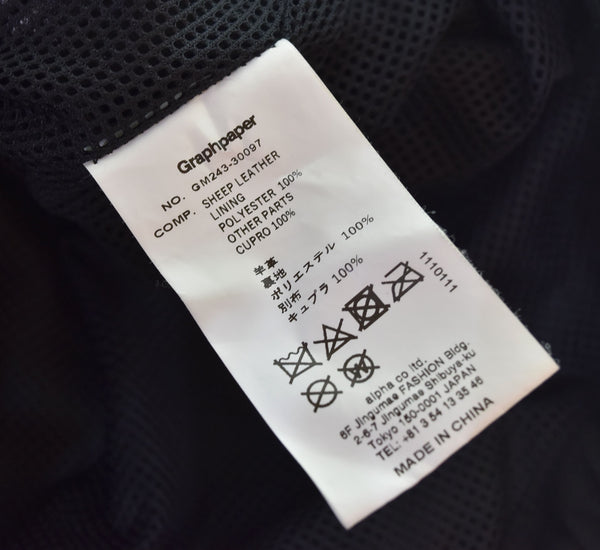 Graphpaper
NO. GM243-30097
COMP. SHEEP LEATHER
LINING
POLYESTER 100%
OTHER PARTS
CUPRO 100%
羊革
裏地
ポリエステル 100%
別布
キュプラ 100%
1110111
alpha co ltd.
6F Jingumae FASHION Bldg.
2-6-7 Jingumae Shibuya-ku
Tokyo 150-0001 JAPAN
TEL: +81 3 54 13 35 46
MADE IN CHINA